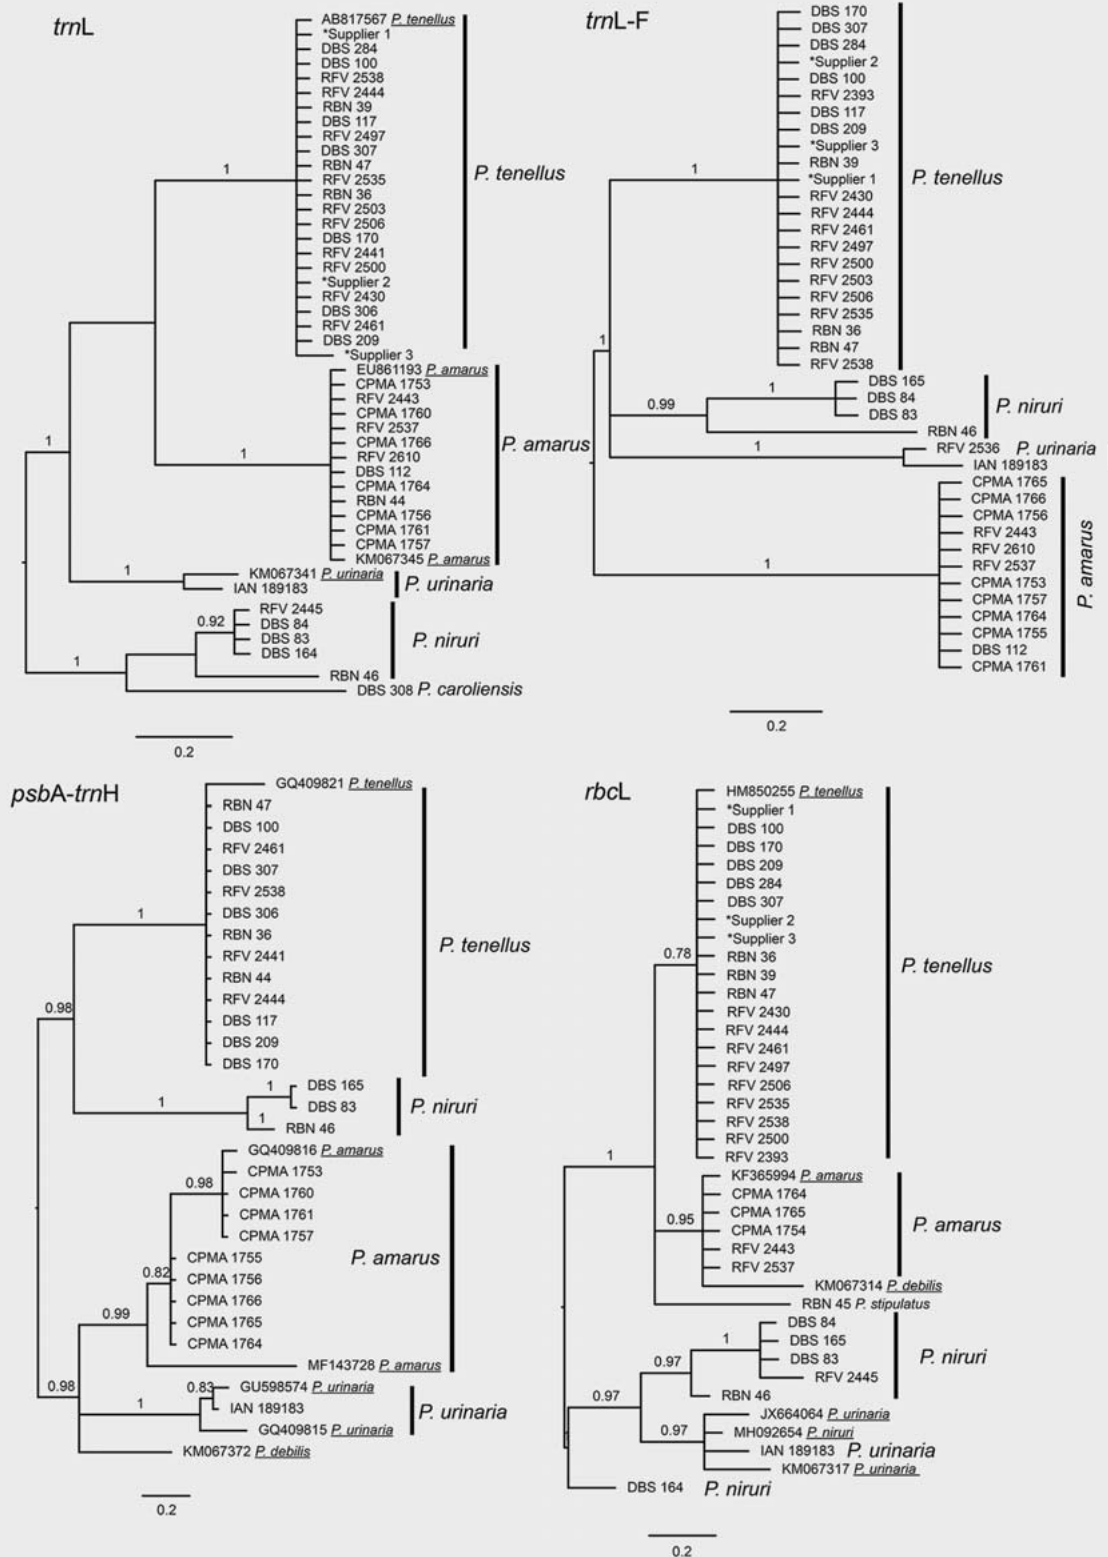 trnL
AB817567 P. tenellus
*Supplier 1
DBS 284
DBS 100
RFV 2538
RFV 2444
RBN 39
DBS 117
RFV 2497
DBS 307
RBN 47
RFV 2535
RBN 36
RFV 2503
RFV 2506
DBS 170
RFV 2441
RFV 2500
*Supplier 2
RFV 2430
DBS 306
RFV 2461
DBS 209
*Supplier 3
1
P. tenellus
EU861193 P. amarus
CPMA 1753
RFV 2443
CPMA 1760
RFV 2537
CPMA 1766
RFV 2610
DBS 112
CPMA 1764
RBN 44
CPMA 1756
CPMA 1761
CPMA 1757
KM067345 P. amarus
1
P. amarus
1
KM067341 P. urinaria
IAN 189183
1
P. urinaria
RFV 2445
DBS 84
DBS 83
DBS 164
0.92
RBN 46
P. niruri
1
DBS 308 P. caroliensis
0.2
trnL-F
DBS 170
DBS 307
DBS 284
*Supplier 2
DBS 100
RFV 2393
DBS 117
DBS 209
*Supplier 3
RBN 39
*Supplier 1
RFV 2430
RFV 2444
RFV 2461
RFV 2497
RFV 2500
RFV 2503
RFV 2506
RFV 2535
RBN 36
RBN 47
RFV 2538
1
P. tenellus
1
DBS 165
DBS 84
DBS 83
1
0.99
RBN 46
P. niruri
RFV 2536 P. urinaria
IAN 189183
1
CPMA 1765
CPMA 1766
CPMA 1756
RFV 2443
RFV 2610
RFV 2537
CPMA 1753
CPMA 1757
CPMA 1764
CPMA 1755
DBS 112
CPMA 1761
1
P. amarus
0.2
psbA-trnH
GQ409821 P. tenellus
RBN 47
DBS 100
RFV 2461
DBS 307
RFV 2538
DBS 306
RBN 36
RFV 2441
RBN 44
RFV 2444
DBS 117
DBS 209
DBS 170
1
P. tenellus
0.98
DBS 165
DBS 83
RBN 46
1
1
1
P. niruri
GQ409816 P. amarus
CPMA 1753
CPMA 1760
CPMA 1761
CPMA 1757
0.98
CPMA 1755
CPMA 1756
CPMA 1766
CPMA 1765
CPMA 1764
0.82
0.99
MF143728 P. amarus
P. amarus
0.98
GU598574 P. urinaria
IAN 189183
GQ409815 P. urinaria
0.83
1
P. urinaria
KM067372 P. debilis
0.2
rbcL
HM850255 P. tenellus
*Supplier 1
DBS 100
DBS 170
DBS 209
DBS 284
DBS 307
*Supplier 2
*Supplier 3
RBN 36
RBN 39
RBN 47
RFV 2430
RFV 2444
RFV 2461
RFV 2497
RFV 2506
RFV 2535
RFV 2538
RFV 2500
RFV 2393
0.78
P. tenellus
1
KF365994 P. amarus
CPMA 1764
CPMA 1765
CPMA 1754
RFV 2443
RFV 2537
0.95
P. amarus
KM067314 P. debilis
RBN 45 P. stipulatus
DBS 84
DBS 165
DBS 83
RFV 2445
1
0.97
RBN 46
P. niruri
0.97
JX664064 P. urinaria
MH092654 P. niruri
IAN 189183 P. urinaria
KM067317 P. urinaria
0.97
DBS 164 P. niruri
0.2